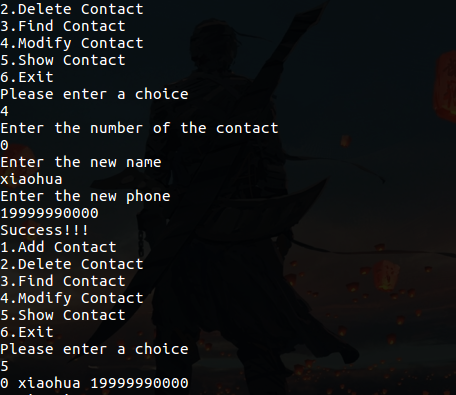 2.Delete Contact
3.Find Contact
4.Modify Contact
5.Show Contact
6.Exit
Please enter a choice
4
Enter the number of the contact
0
Enter the new name
xiaohua
Enter the new phone
19999990000
Success!!!
1.Add Contact
2.Delete Contact
3.Find Contact
4.Modify Contact
5.Show Contact
6.Exit
Please enter a choice
5
0 xiaohua 19999990000